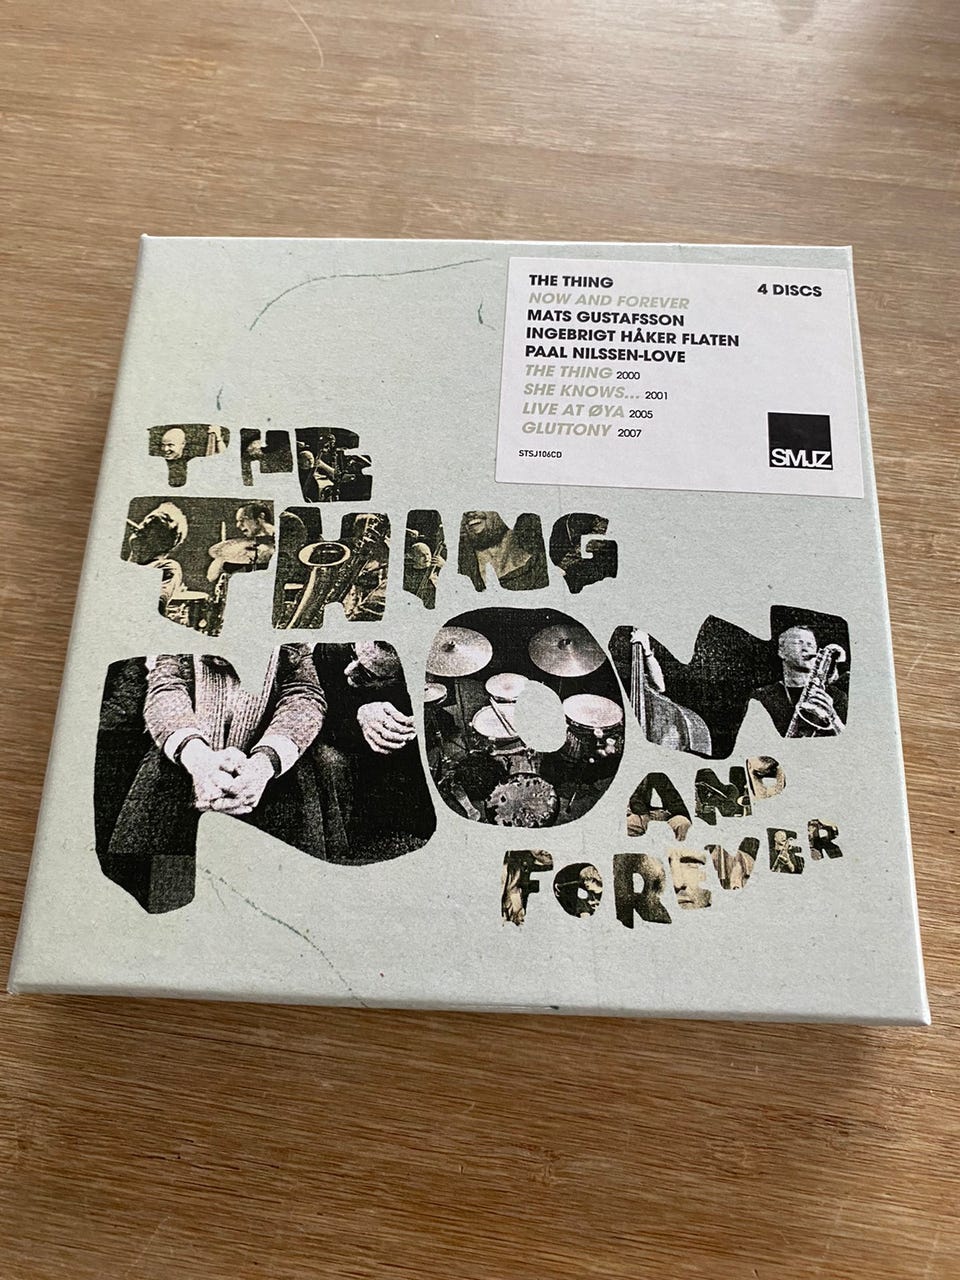 THE THING
4 DISCS
NOW AND FOREVER
MATS GUSTAFSSON
INGEBRIGT HÅKER FLATEN
PAAL NILSSEN-LOVE
THE THING 2000
SHE KNOWS... 2001
LIVE AT ØYA 2005
GLUTTONY 2007
STSJ106CD
SMJZ
THE
THING
NOW
AND
FOREVER